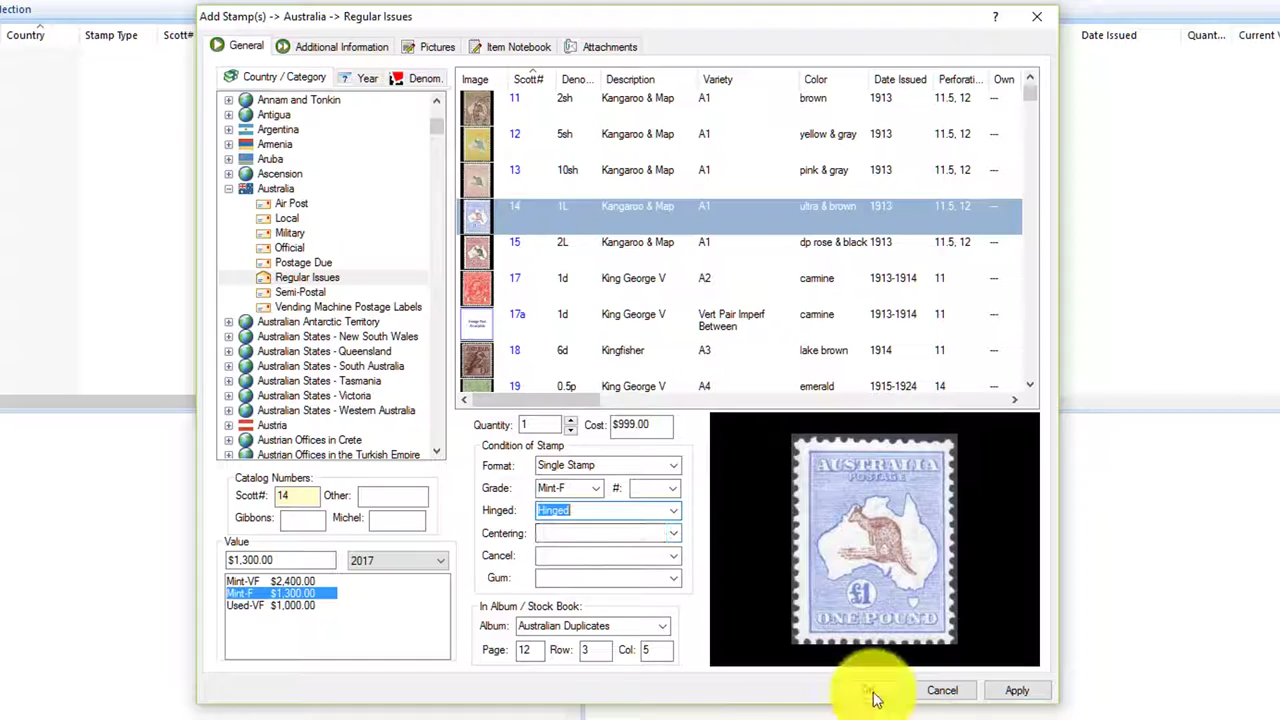 lection
Country Stamp Type Scott# Date Issued Quant... Current V
Add Stamp(s) -> Australia -> Regular Issues ?
General Additional Information Pictures Item Notebook Attachments
Country / Category Year Denom.
Annam and Tonkin
Antigua
Argentina
Armenia
Aruba
Ascension
Australia
Air Post
Local
Military
Official
Postage Due
Regular Issues
Semi-Postal
Vending Machine Postage Labels
Australian Antarctic Territory
Australian States - New South Wales
Australian States - Queensland
Australian States - South Australia
Australian States - Tasmania
Australian States - Victoria
Australian States - Western Australia
Austria
Austrian Offices in Crete
Austrian Offices in the Turkish Empire
Image Scott# Deno... Description Variety Color Date Issued Perforati... Own
11 2sh Kangaroo & Map A1 brown 1913 11.5, 12 ---
12 5sh Kangaroo & Map A1 yellow & gray 1913 11.5, 12 ---
13 10sh Kangaroo & Map A1 pink & gray 1913 11.5, 12 ---
14 1L Kangaroo & Map A1 ultra & brown 1913 11.5, 12 ---
15 2L Kangaroo & Map A1 dp rose & black 1913 11.5, 12 ---
17 1d King George V A2 carmine 1913-1914 11 ---
17a 1d King George V Vert Pair Imperf carmine 1913-1914 11 ---
Between
18 6d Kingfisher A3 lake brown 1914 11 ---
19 0.5p King George V A4 emerald 1915-1924 14 ---
Catalog Numbers:
Scott#: 14 Other:
Gibbons: Michel:
Value
$1,300.00 2017
Mint-VF $2,400.00
Mint-F $1,300.00
Used-VF $1,000.00
Quantity: 1 Cost: $999.00
Condition of Stamp
Format: Single Stamp
Grade: Mint-F #:
Hinged: Hinged
Centering:
Cancel:
Gum:
In Album / Stock Book:
Album: Australian Duplicates
Page: 12 Row: 3 Col: 5
AUSTRALIA
POSTAGE
£1
ONE POUND
Cancel Apply